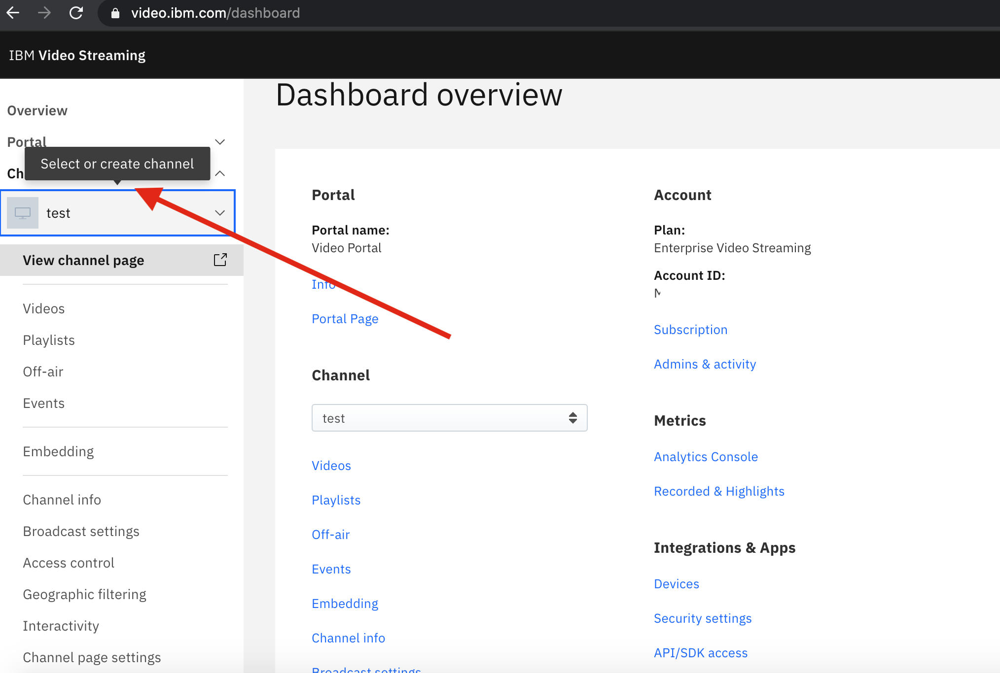 video.ibm.com/dashboard
IBM Video Streaming
Overview
Portal
Select or create channel
Ch
test
View channel page
Videos
Playlists
Off-air
Events
Embedding
Channel info
Broadcast settings
Access control
Geographic filtering
Interactivity
Channel page settings
Dashboard overview
Portal
Portal name:
Video Portal
Info
Portal Page
Channel
test
Videos
Playlists
Off-air
Events
Embedding
Channel info
Broadcast settings
Account
Plan:
Enterprise Video Streaming
Account ID:
Subscription
Admins & activity
Metrics
Analytics Console
Recorded & Highlights
Integrations & Apps
Devices
Security settings
API/SDK access